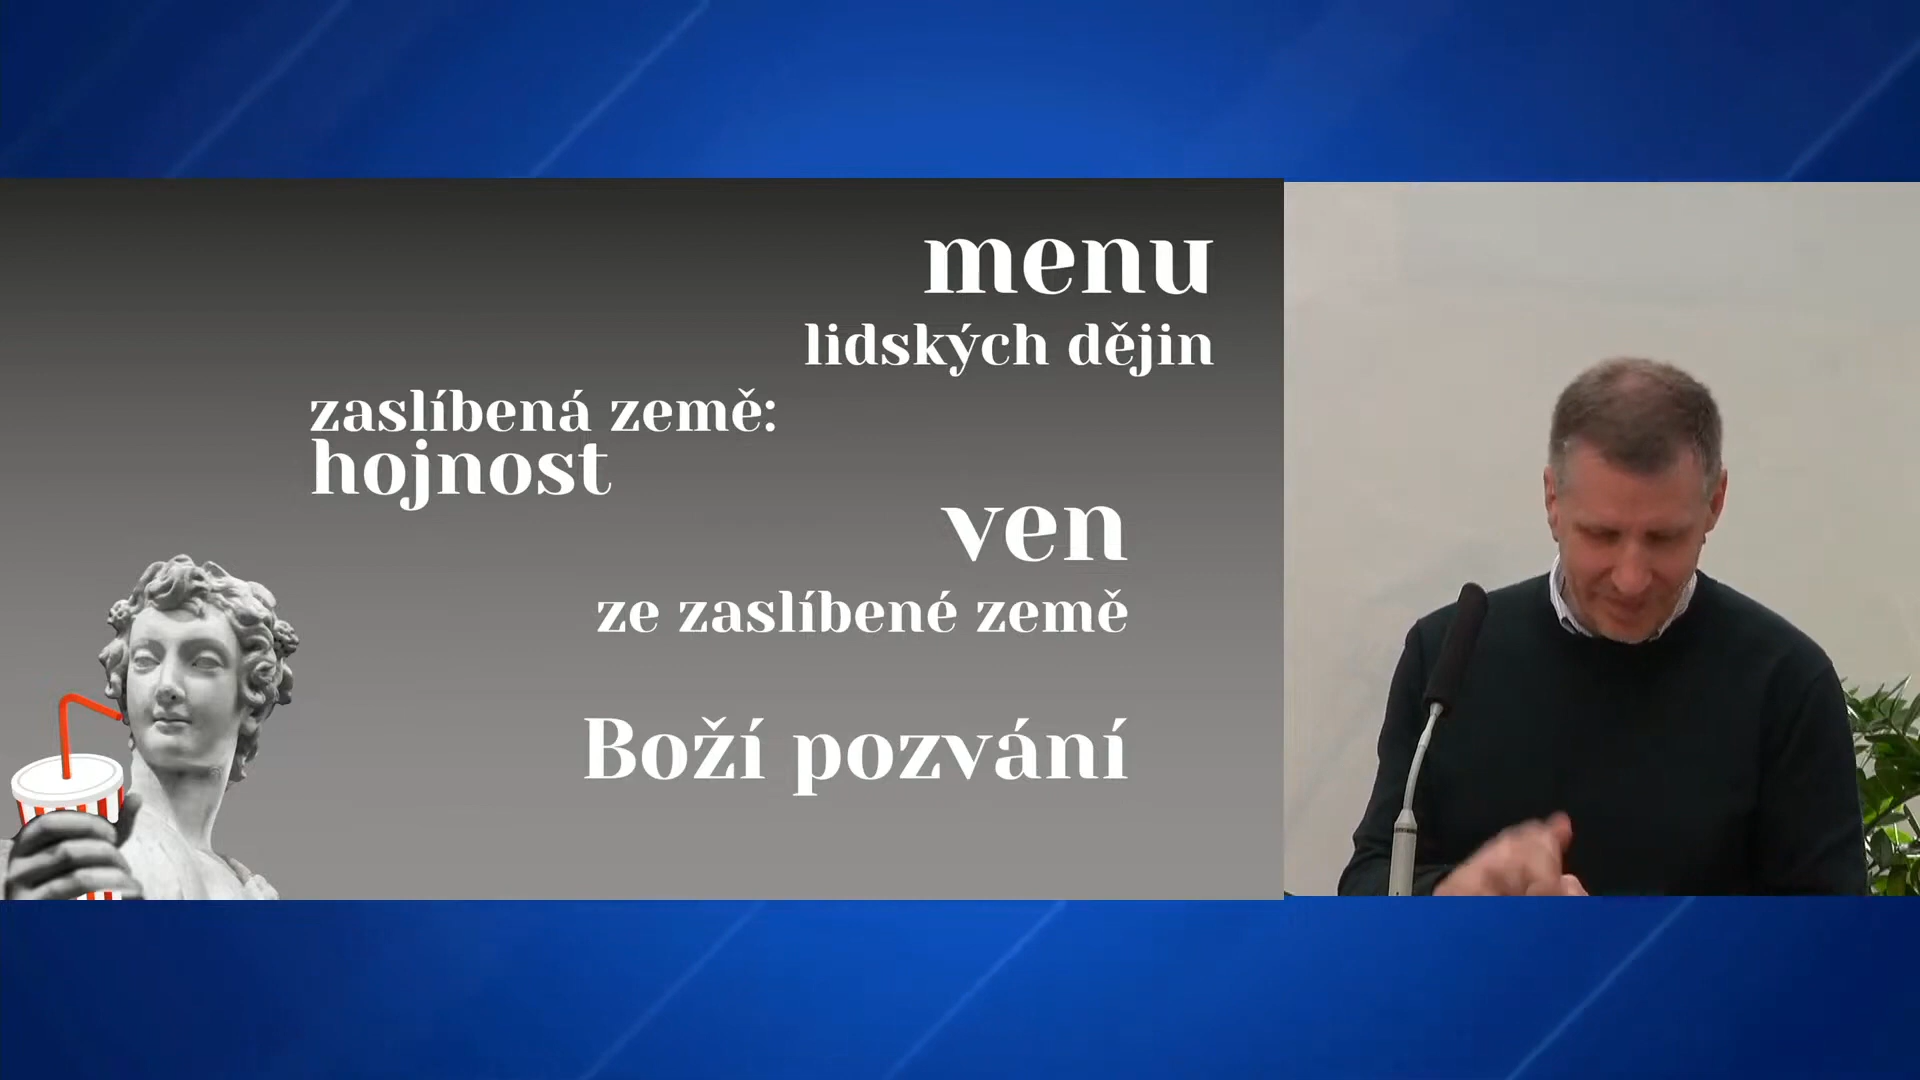 menu
lidských dějin
zaslíbená země:
hojnost
ven
ze zaslíbené země
Boží pozvání